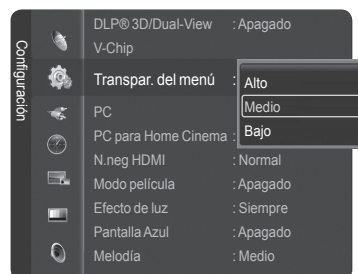 Configuración
DLP® 3D/Dual-View : Apagado
V-Chip
Transpar. del menú :
Alto
Medio
Bajo
PC
PC para Home Cinema :
N.neg HDMI : Normal
Modo película : Apagado
Efecto de luz : Siempre
Pantalla Azul : Apagado
Melodía : Medio